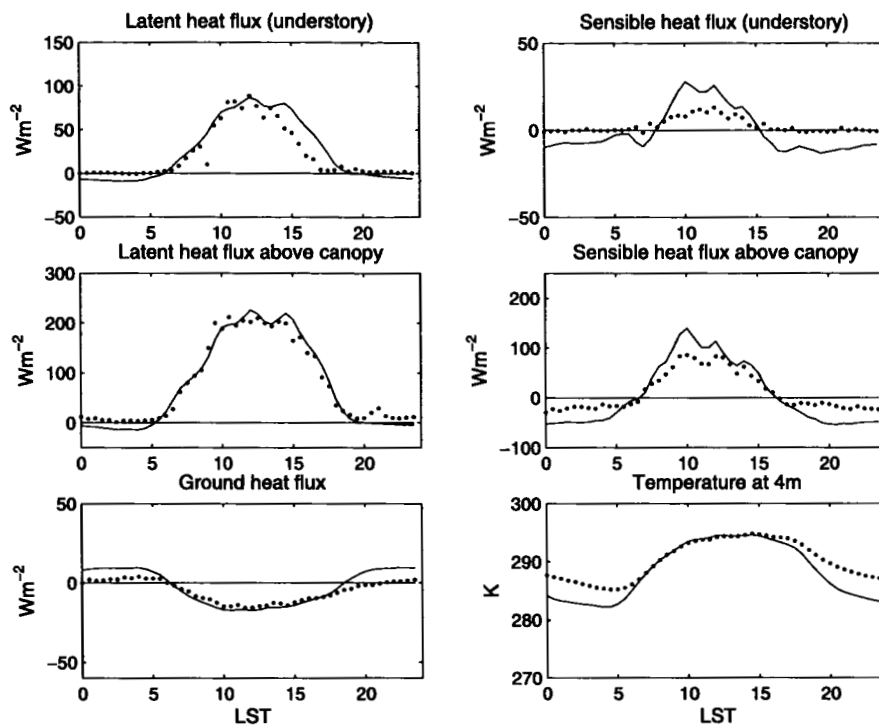 Latent heat flux (understory)
150
100
50
0
−50
Wm−2
0 5 10 15 20
Sensible heat flux (understory)
50
0
−50
Wm−2
0 5 10 15 20
Latent heat flux above canopy
300
200
100
0
Wm−2
0 5 10 15 20
Sensible heat flux above canopy
200
100
0
−100
Wm−2
0 5 10 15 20
Ground heat flux
50
0
−50
Wm−2
0 5 10 15 20
LST
Temperature at 4m
300
290
280
270
K
0 5 10 15 20
LST